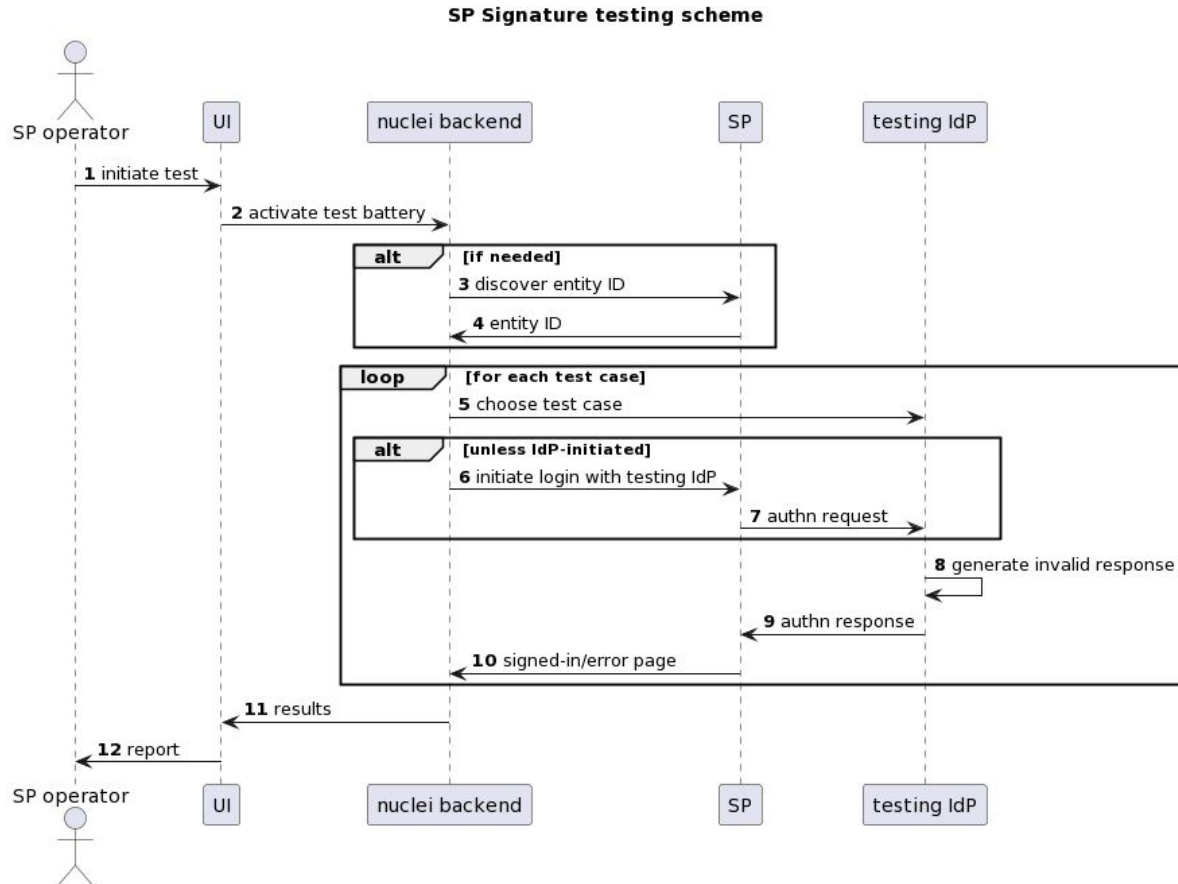 SP Signature testing scheme
SP operator
UI
nuclei backend
SP
testing IdP
1 initiate test
2 activate test battery
alt [if needed]
3 discover entity ID
4 entity ID
loop [for each test case]
5 choose test case
alt [unless IdP-initiated]
6 initiate login with testing IdP
7 authn request
8 generate invalid response
9 authn response
10 signed-in/error page
11 results
12 report
SP operator
UI
nuclei backend
SP
testing IdP